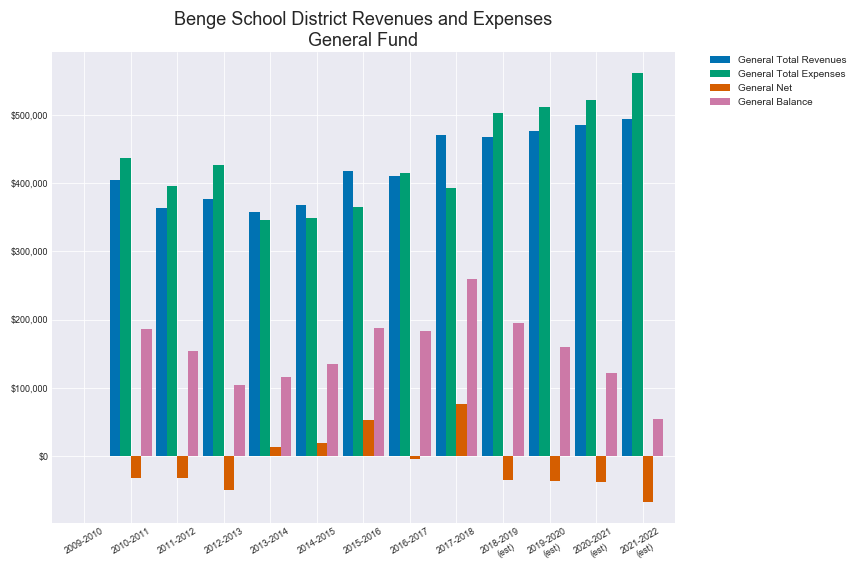 Benge School District Revenues and Expenses
General Fund
General Total Revenues
General Total Expenses
General Net
General Balance
$500,000
$400,000
$300,000
$200,000
$100,000
$0
2009-2010
2010-2011
2011-2012
2012-2013
2013-2014
2014-2015
2015-2016
2016-2017
2017-2018
2018-2019
(est)
2019-2020
(est)
2020-2021
(est)
2021-2022
(est)